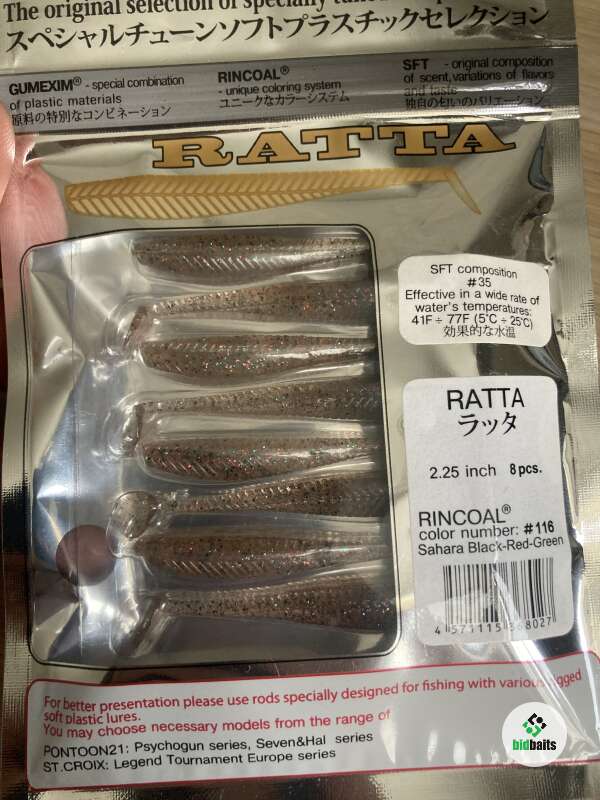 The original selection of specially
スペシャルチューンソフトプラスチックセレクション
GUMEXIM® - special combination
of plastic materials
原料の特別なコンビネーション
RINCOAL®
- unique coloring system
ユニークなカラーシステム
SFT - original composition
of scent, variations of flavors
and taste
独自の匂いのバリエーション
RATTA
SFT composition
#35
Effective in a wide rate of
water's temperatures:
41F ÷ 77F (5°C ÷ 25°C)
効果的な水温
RATTA
ラッタ
2.25 inch 8 pcs.
RINCOAL®
color number: #116
Sahara Black-Red-Green
For better presentation please use rods specially designed for fishing with various
soft plastic lures.
You may choose necessary models from the range of
PONTOON21: Psychogun series, Seven&Hal series
ST.CROIX: Legend Tournament Europe series
bidbaits